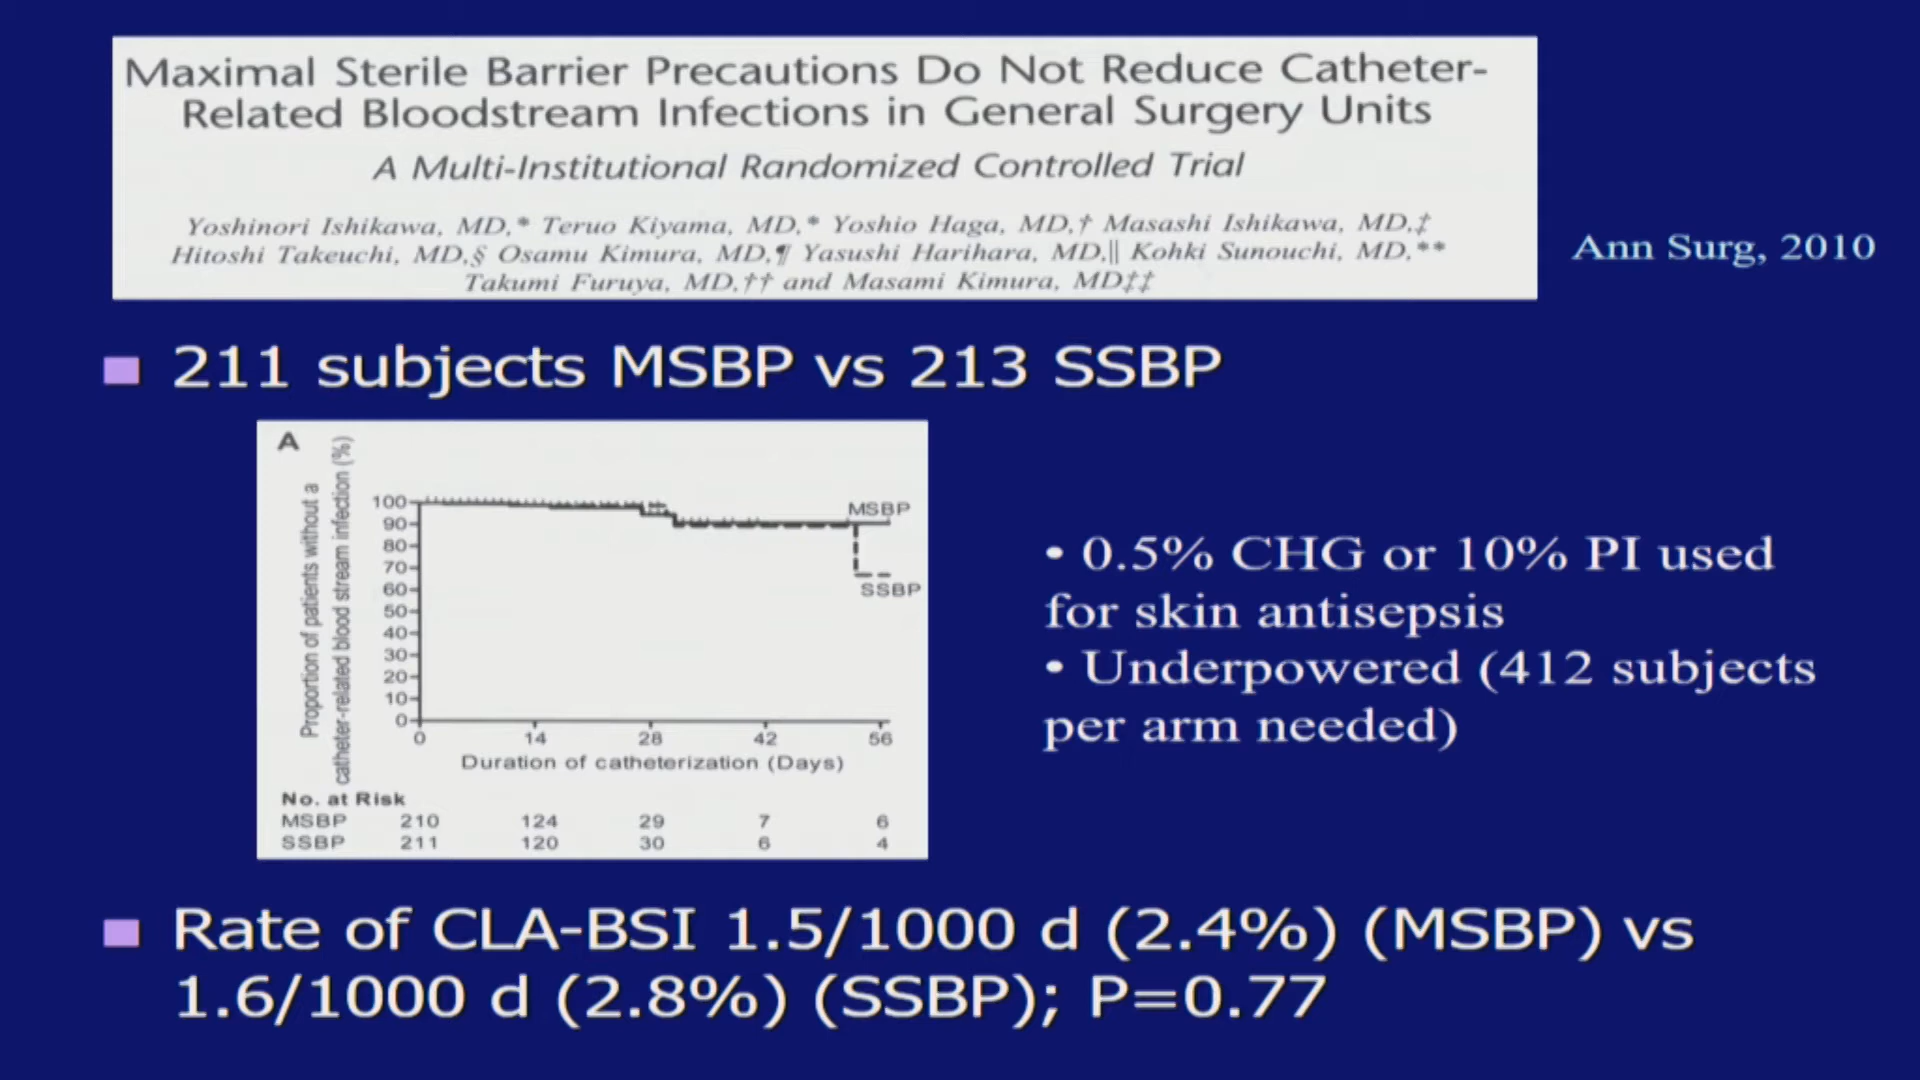 Maximal Sterile Barrier Precautions Do Not Reduce Catheter-
Related Bloodstream Infections in General Surgery Units
A Multi-Institutional Randomized Controlled Trial
Yoshinori Ishikawa, MD,* Teruo Kiyama, MD,* Yoshio Haga, MD,† Masashi Ishikawa, MD,‡
Hitoshi Takeuchi, MD,§ Osamu Kimura, MD,¶ Yasushi Harihara, MD,|| Kohki Sunouchi, MD,**
Takumi Furuya, MD,†† and Masami Kimura, MD‡‡
Ann Surg, 2010
211 subjects MSBP vs 213 SSBP
A
Proportion of patients without a
catheter-related blood stream infection (%)
100
90
80
70
60
50
40
30
20
10
0
MSBP
SSBP
0 14 28 42 56
Duration of catheterization (Days)
No. at Risk
MSBP 210 124 29 7 6
SSBP 211 120 30 6 4
• 0.5% CHG or 10% PI used
for skin antisepsis
• Underpowered (412 subjects
per arm needed)
Rate of CLA-BSI 1.5/1000 d (2.4%) (MSBP) vs
1.6/1000 d (2.8%) (SSBP); P=0.77